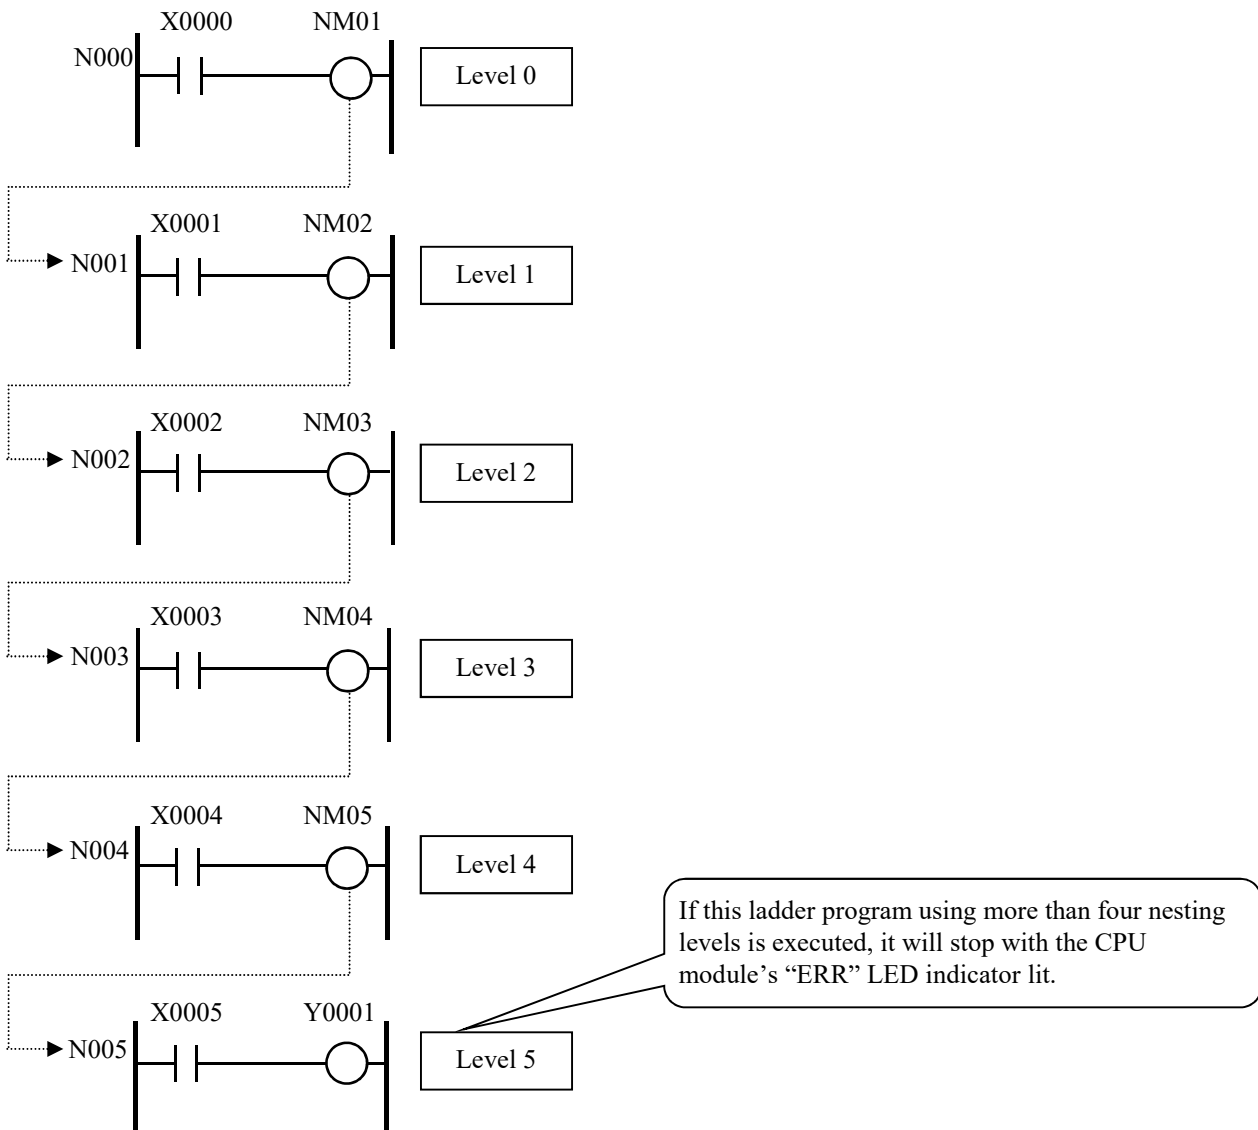 X0000 NM01
N000 Level 0
X0001 NM02
N001 Level 1
X0002 NM03
N002 Level 2
X0003 NM04
N003 Level 3
X0004 NM05
N004 Level 4
If this ladder program using more than four nesting
levels is executed, it will stop with the CPU
module’s “ERR” LED indicator lit.
X0005 Y0001
N005 Level 5